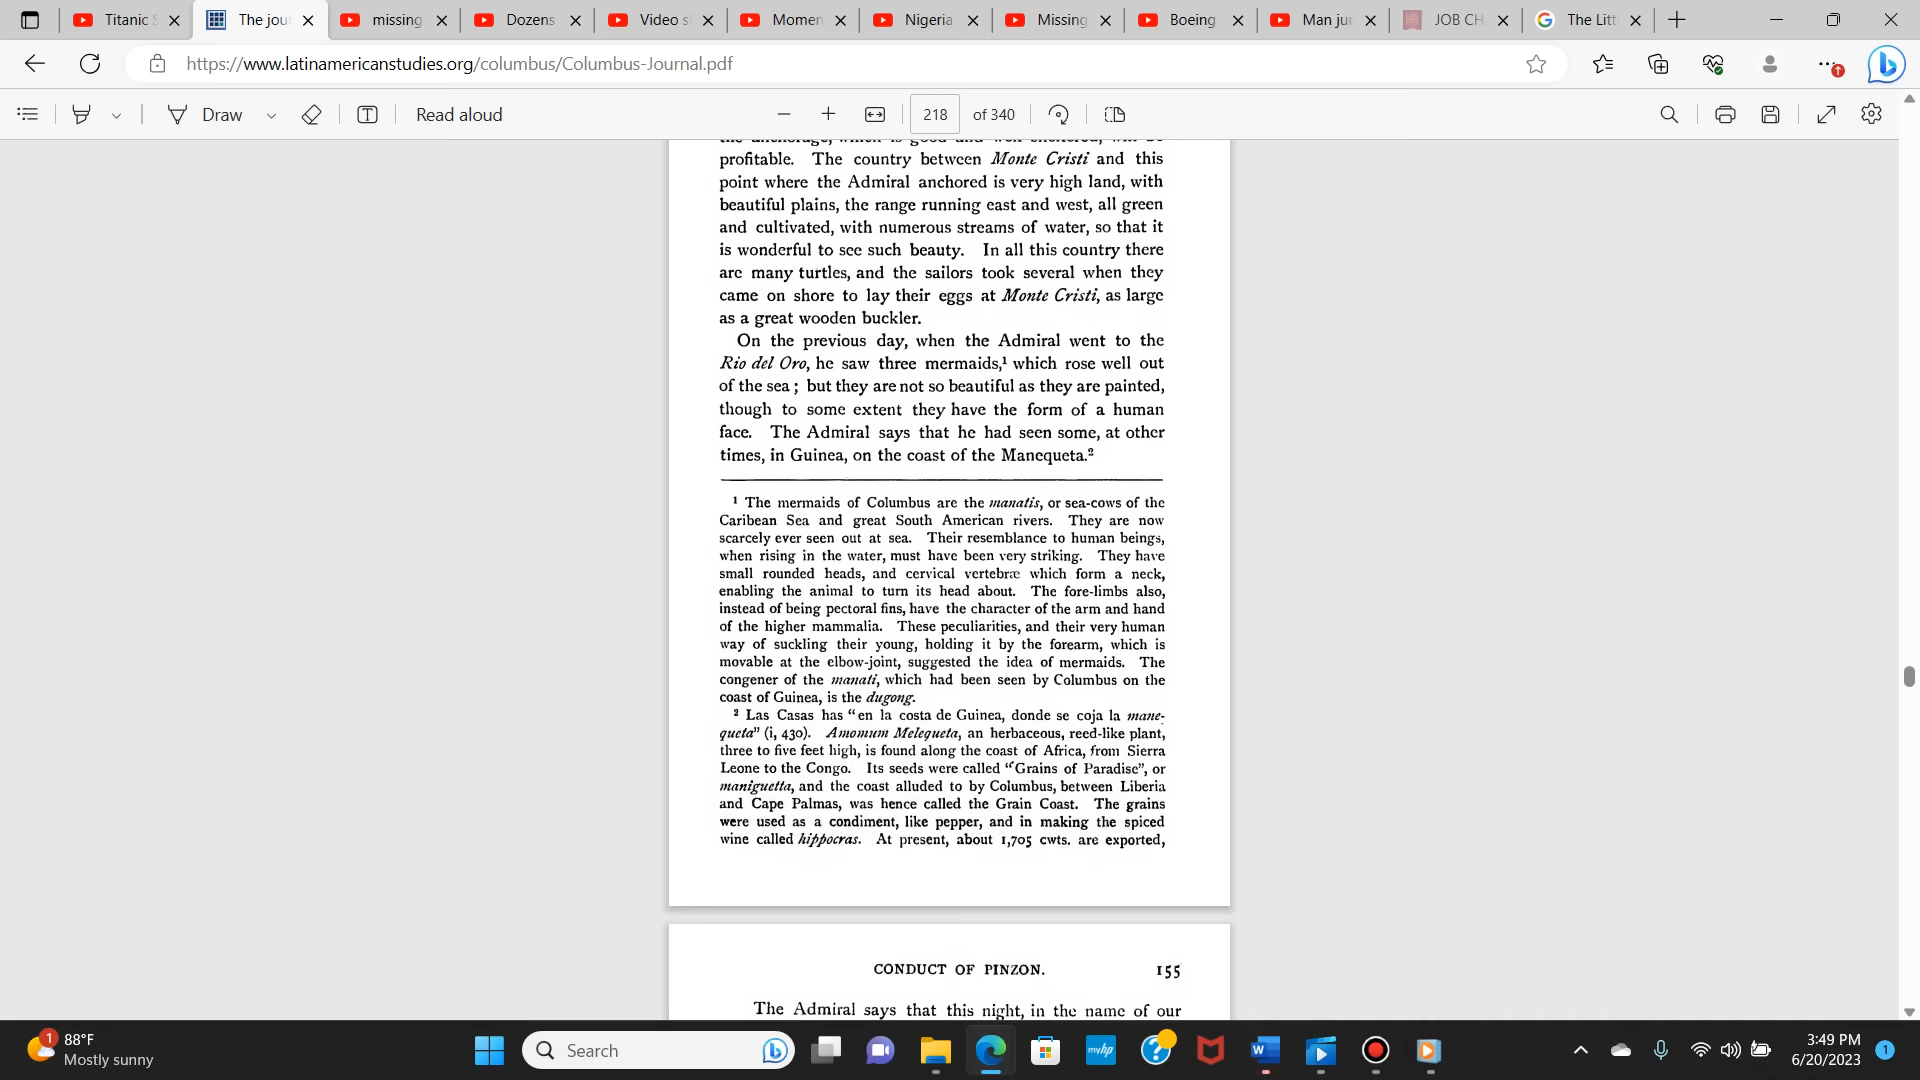 Titanic S
The jou
missing
Dozens
Video s
Momen
Nigeria
Missing
Boeing
Man jur
JOB CH
The Litt
https://www.latinamericanstudies.org/columbus/Columbus-Journal.pdf
Draw
Read aloud
218 of 340
profitable. The country between Monte Cristi and this
point where the Admiral anchored is very high land, with
beautiful plains, the range running east and west, all green
and cultivated, with numerous streams of water, so that it
is wonderful to see such beauty. In all this country there
are many turtles, and the sailors took several when they
came on shore to lay their eggs at Monte Cristi, as large
as a great wooden buckler.
On the previous day, when the Admiral went to the
Rio del Oro, he saw three mermaids,¹ which rose well out
of the sea ; but they are not so beautiful as they are painted,
though to some extent they have the form of a human
face. The Admiral says that he had seen some, at other
times, in Guinea, on the coast of the Manequeta.²
¹ The mermaids of Columbus are the manatis, or sea-cows of the
Caribean Sea and great South American rivers. They are now
scarcely ever seen out at sea. Their resemblance to human beings,
when rising in the water, must have been very striking. They have
small rounded heads, and cervical vertebræ which form a neck,
enabling the animal to turn its head about. The fore-limbs also,
instead of being pectoral fins, have the character of the arm and hand
of the higher mammalia. These peculiarities, and their very human
way of suckling their young, holding it by the forearm, which is
movable at the elbow-joint, suggested the idea of mermaids. The
congener of the manati, which had been seen by Columbus on the
coast of Guinea, is the dugong.
² Las Casas has "en la costa de Guinea, donde se coja la mane-
queta" (i, 430). Amomum Melequeta, an herbaceous, reed-like plant,
three to five feet high, is found along the coast of Africa, from Sierra
Leone to the Congo. Its seeds were called "Grains of Paradise", or
maniguetta, and the coast alluded to by Columbus, between Liberia
and Cape Palmas, was hence called the Grain Coast. The grains
were used as a condiment, like pepper, and in making the spiced
wine called hippocras. At present, about 1,705 cwts. are exported,
CONDUCT OF PINZON. 155
The Admiral says that this night, in the name of our
1
88°F
Mostly sunny
Search
myhp
3:49 PM
6/20/2023
1